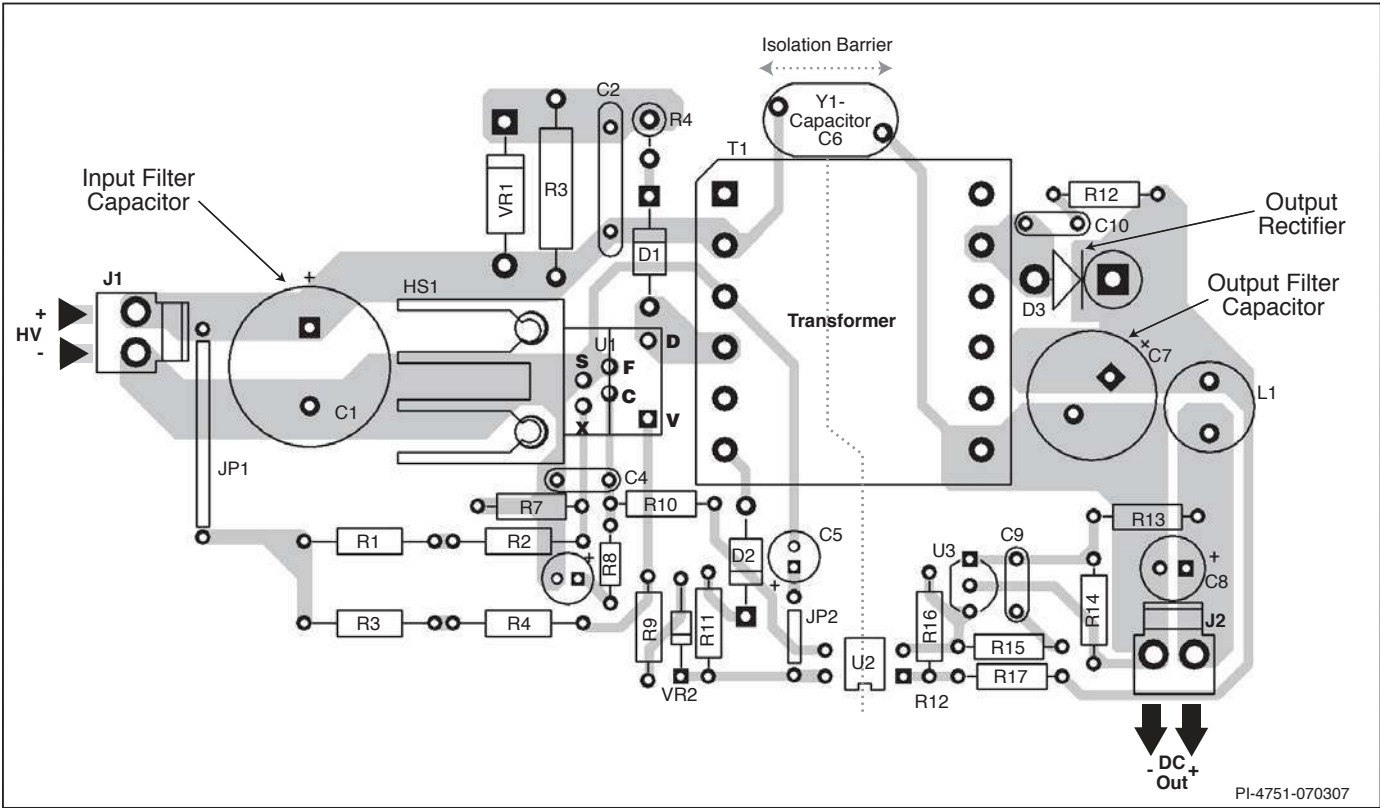 Isolation Barrier
Y1-
Capacitor
C6
C2
R4
T1
VR1
R3
R12
Input Filter
Capacitor
Output
Rectifier
C10
D1
J1
+
HS1
D3
Output Filter
Capacitor
+
HV
-
Transformer
U1
D
S
F
C
X
V
+
C7
C1
L1
JP1
C4
R7
R10
R13
R1
R2
+
R8
D2
C5
+
U3
C9
+
C8
R14
J2
R3
R4
R9
R11
JP2
R16
R15
U2
R17
VR2
R12
- DC +
Out
PI-4751-070307